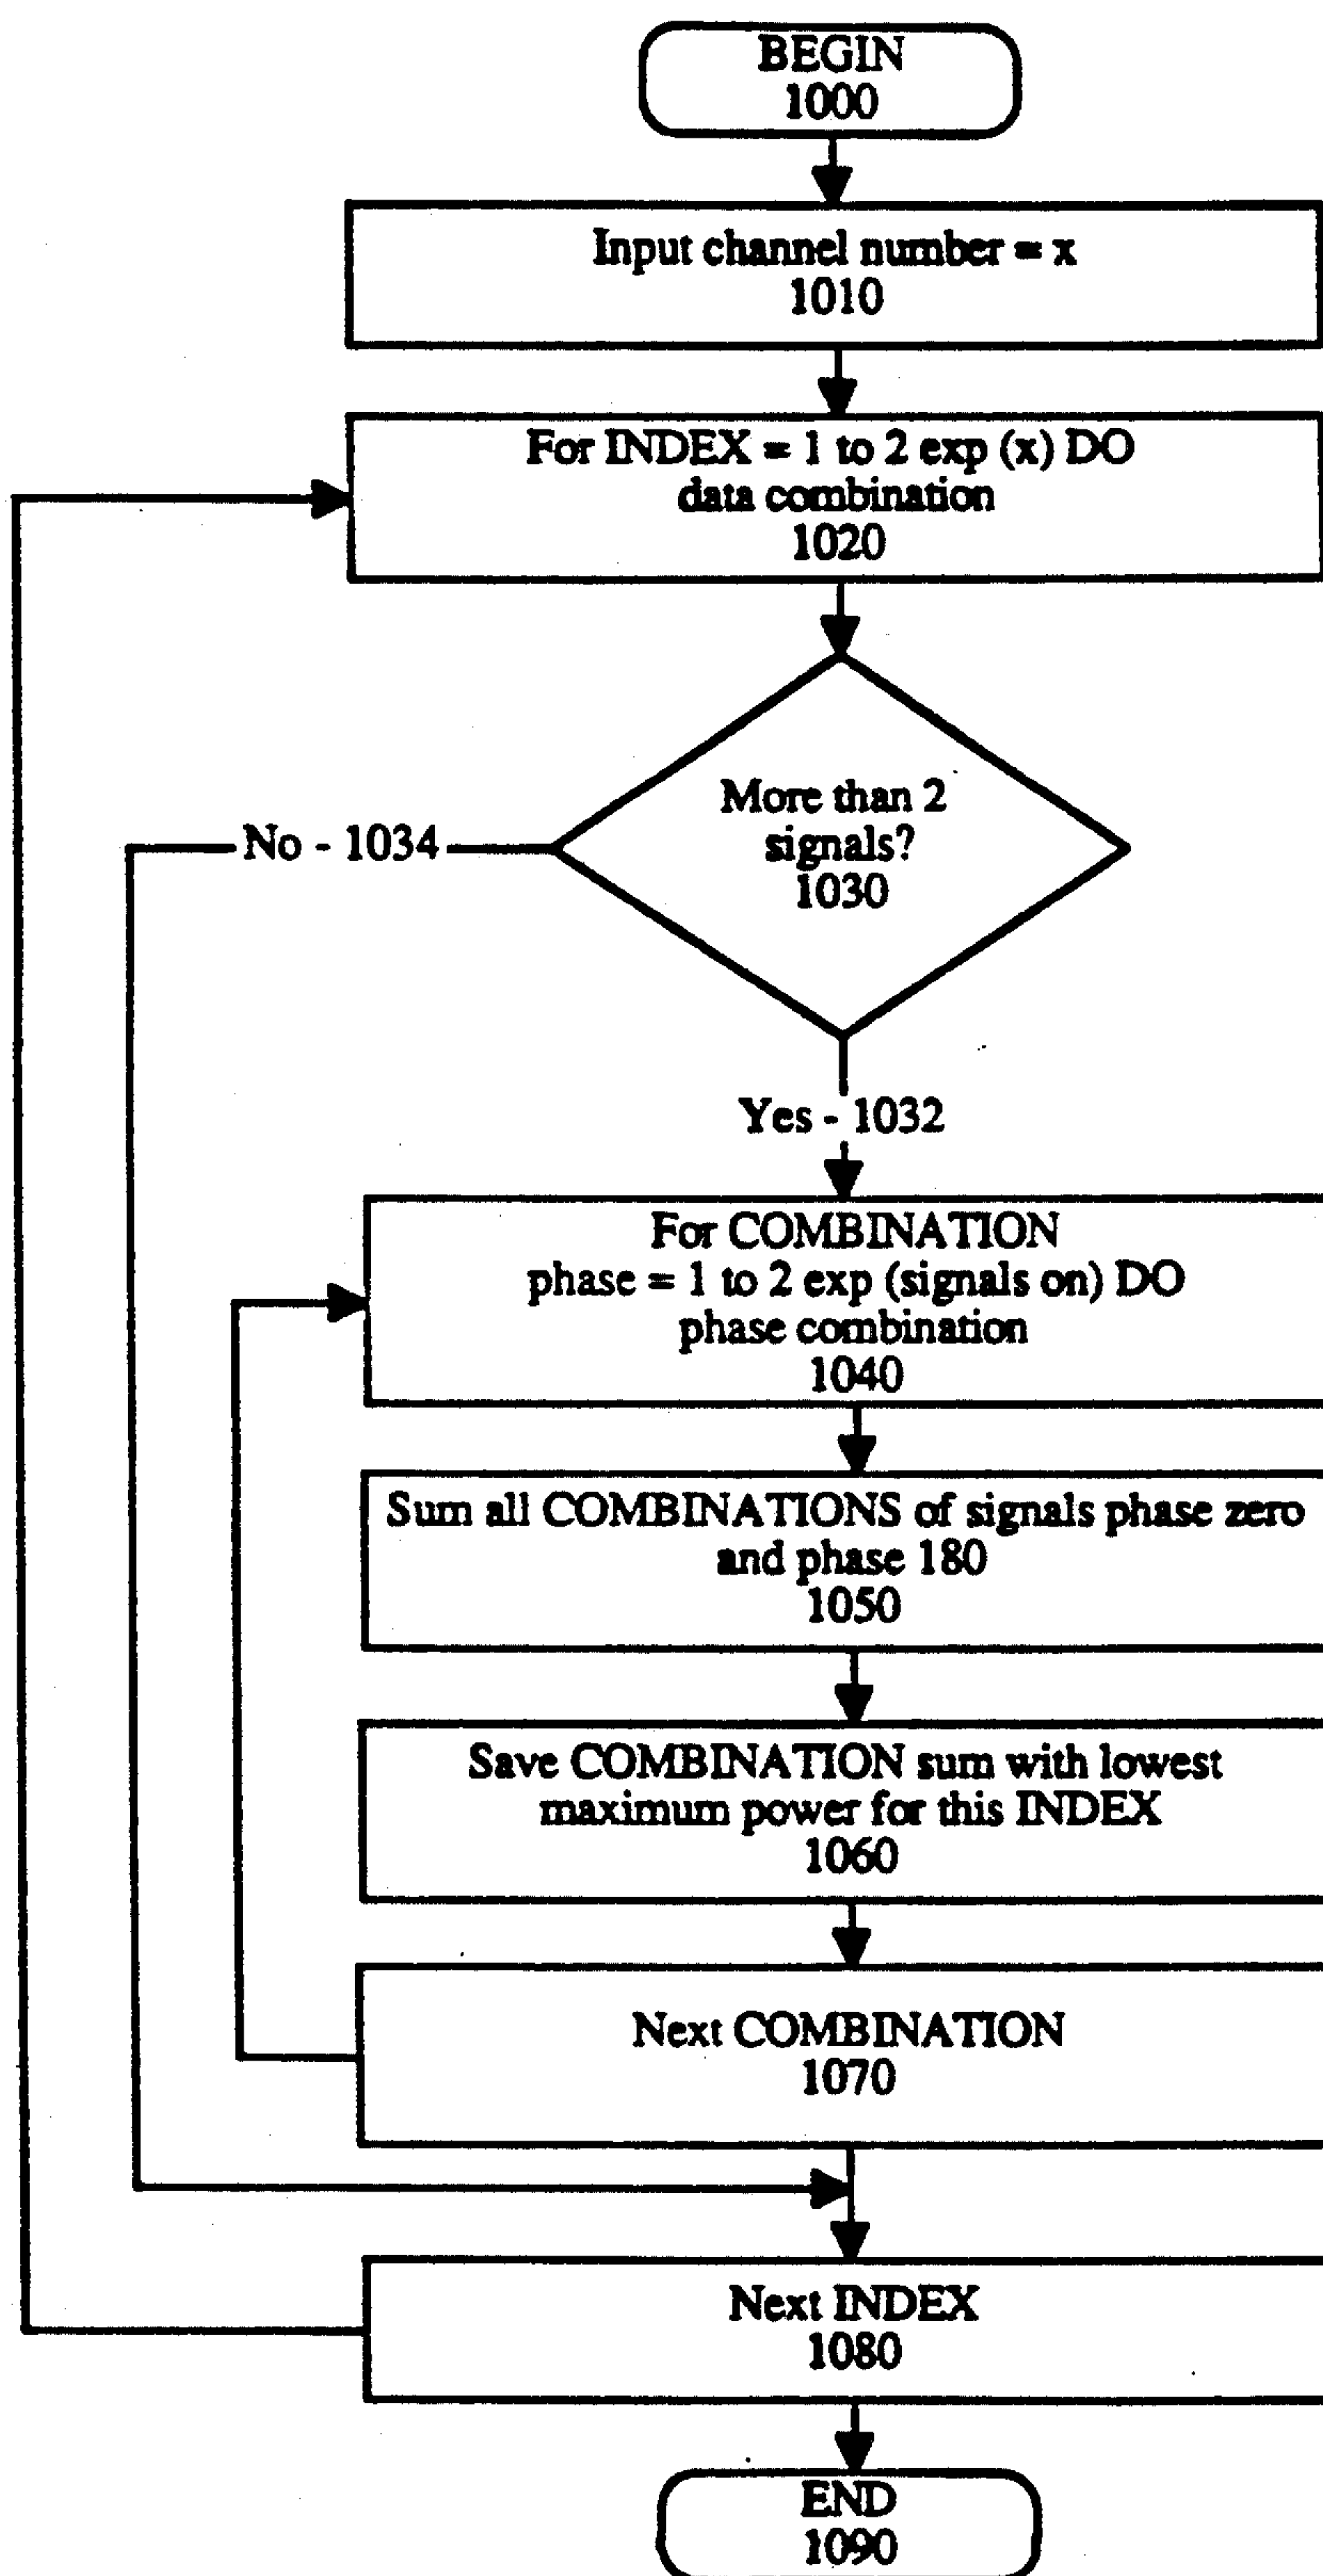 BEGIN
1000
Input channel number = x
1010
For INDEX = 1 to 2 exp (x) DO
data combination
1020
More than 2
signals?
1030
No - 1034
Yes - 1032
For COMBINATION
phase = 1 to 2 exp (signals on) DO
phase combination
1040
Sum all COMBINATIONS of signals phase zero
and phase 180
1050
Save COMBINATION sum with lowest
maximum power for this INDEX
1060
Next COMBINATION
1070
Next INDEX
1080
END
1090